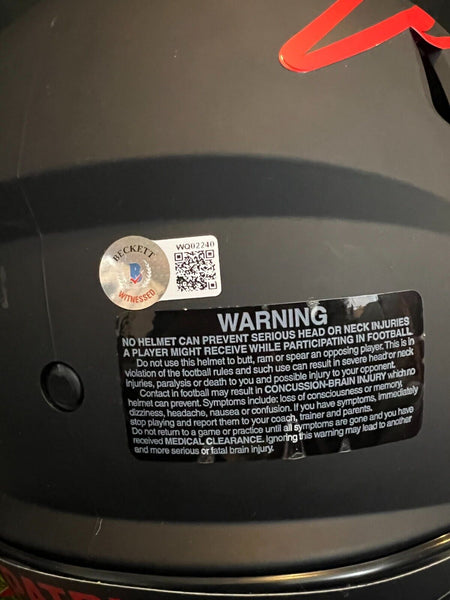 BECKETT
B
WITNESSED
WQ02240
WARNING
NO HELMET CAN PREVENT SERIOUS HEAD OR NECK INJURIES
A PLAYER MIGHT RECEIVE WHILE PARTICIPATING IN FOOTBALL.
Do not use this helmet to butt, ram or spear an opposing player. This is in
violation of the football rules and such use can result in severe head or neck
injuries, paralysis or death to you and possible injury to your opponent.
Contact in football may result in CONCUSSION-BRAIN INJURY which no
helmet can prevent. Symptoms include: loss of consciousness or memory,
dizziness, headache, nausea or confusion. If you have symptoms, immediately
stop playing and report them to your coach, trainer and parents.
Do not return to a game or practice until all symptoms are gone and you have
received MEDICAL CLEARANCE. Ignoring this warning may lead to another
and more serious or fatal brain injury.